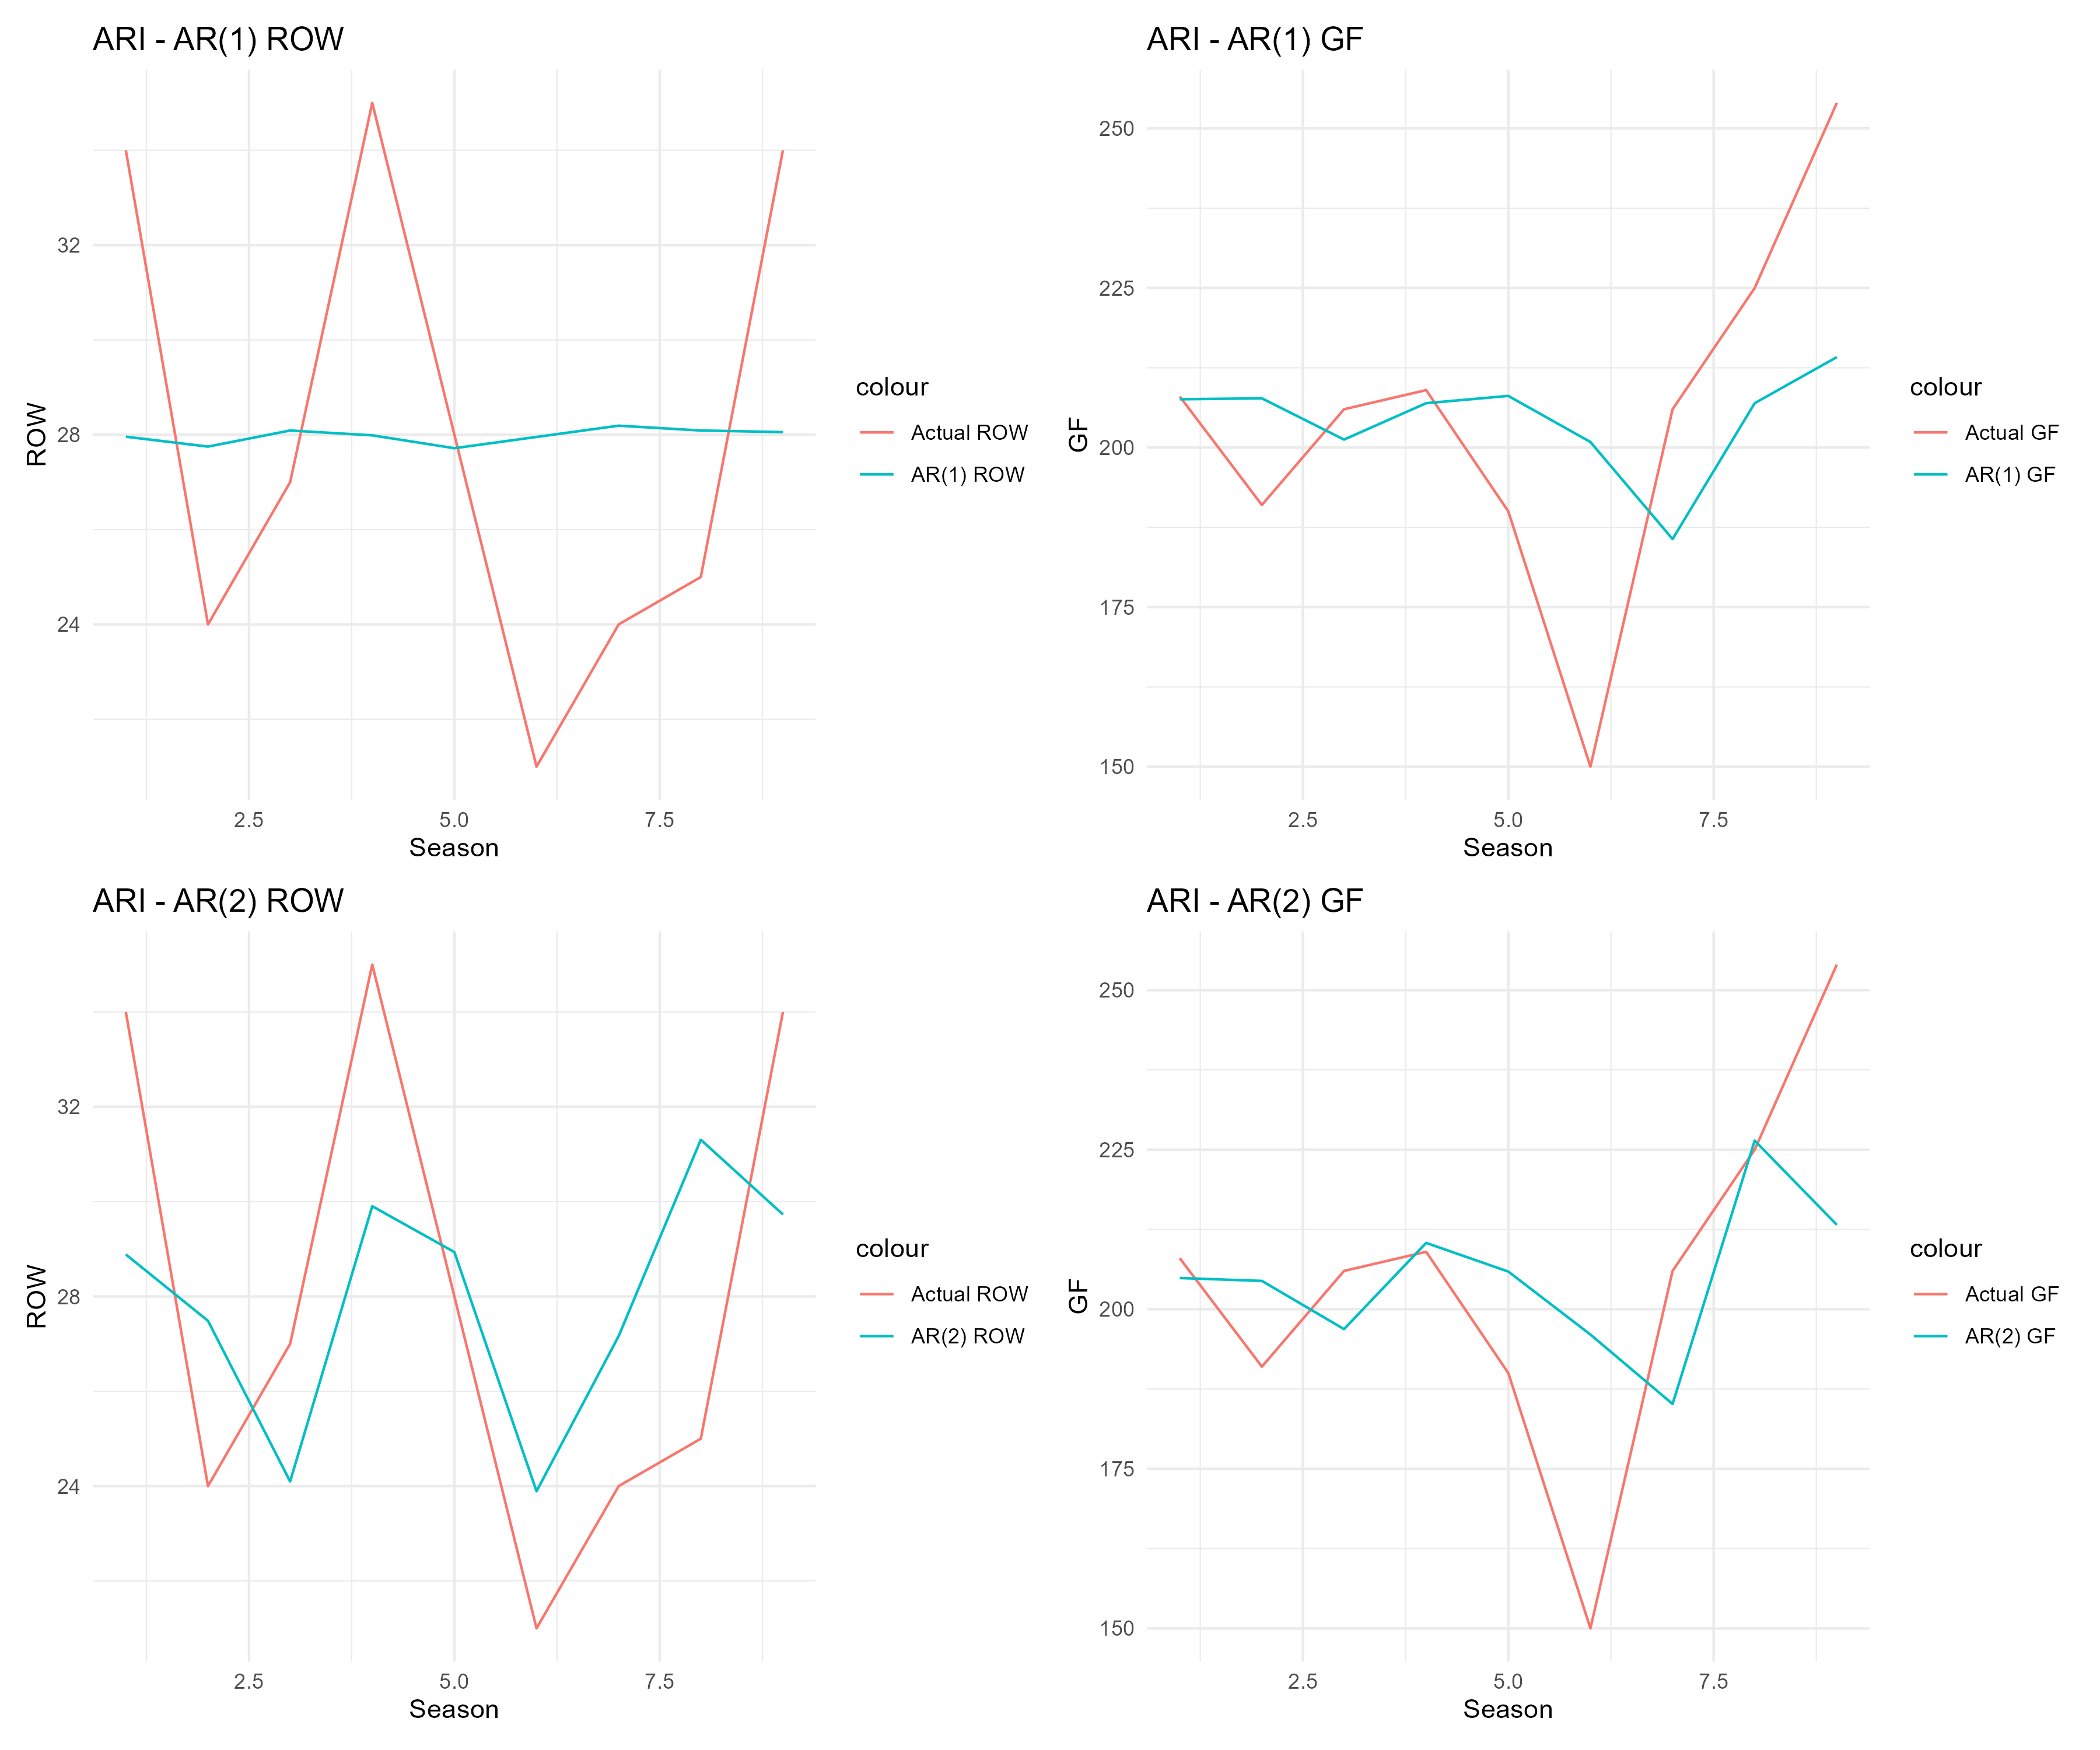 ARI - AR(1) ROW
ROW
32
28
24
2.5 5.0 7.5
Season
colour
Actual ROW
AR(1) ROW
ARI - AR(1) GF
GF
250
225
200
175
150
2.5 5.0 7.5
Season
colour
Actual GF
AR(1) GF
ARI - AR(2) ROW
ROW
32
28
24
2.5 5.0 7.5
Season
colour
Actual ROW
AR(2) ROW
ARI - AR(2) GF
GF
250
225
200
175
150
2.5 5.0 7.5
Season
colour
Actual GF
AR(2) GF